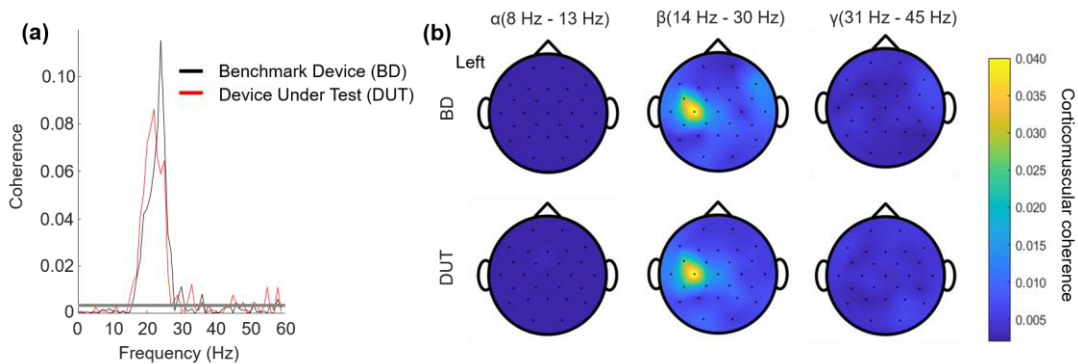 (a)
0.10
0.08
0.06
0.04
0.02
0
0 20 40 60
Coherence
Frequency (Hz)
Benchmark Device (BD)
Device Under Test (DUT)
(b)
α(8 Hz - 13 Hz) β(14 Hz - 30 Hz) γ(31 Hz - 45 Hz)
Left
BD
DUT
0.040
0.035
0.030
0.025
0.020
0.015
0.010
0.005
Corticomuscular coherence